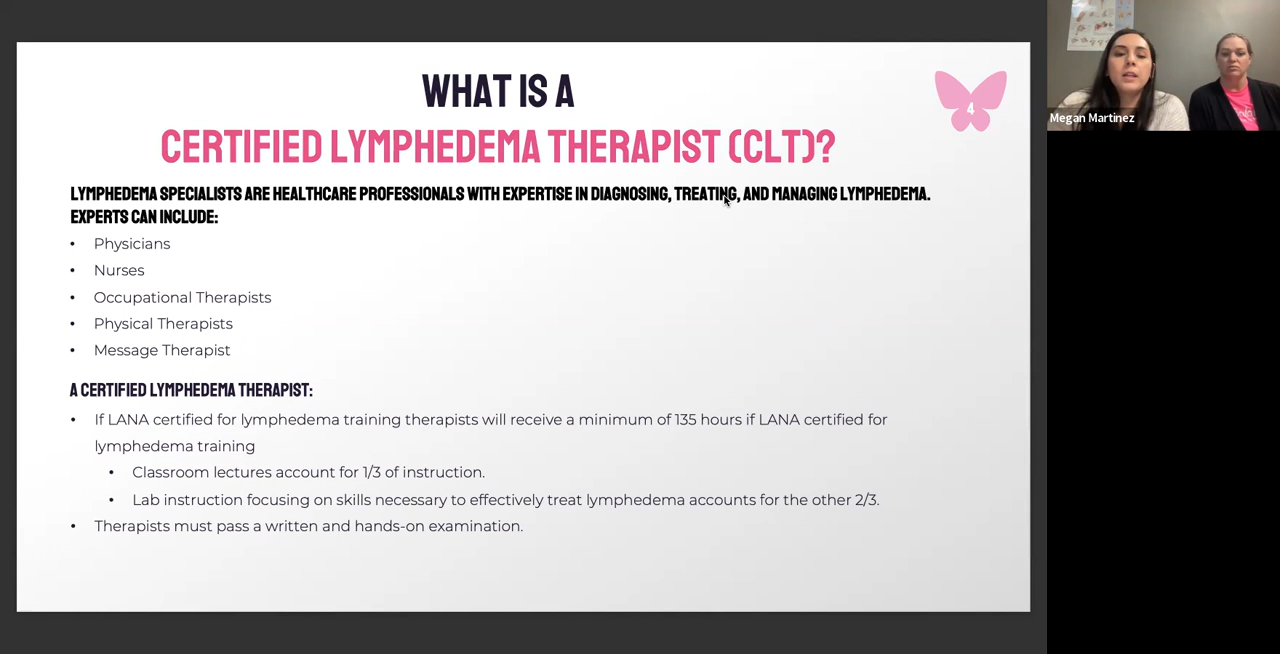 WHAT IS A
4
CERTIFIED LYMPHEDEMA THERAPIST (CLT)?
LYMPHEDEMA SPECIALISTS ARE HEALTHCARE PROFESSIONALS WITH EXPERTISE IN DIAGNOSING, TREATING, AND MANAGING LYMPHEDEMA.
EXPERTS CAN INCLUDE:
• Physicians
• Nurses
• Occupational Therapists
• Physical Therapists
• Message Therapist
A CERTIFIED LYMPHEDEMA THERAPIST:
• If LANA certified for lymphedema training therapists will receive a minimum of 135 hours if LANA certified for
lymphedema training
• Classroom lectures account for 1/3 of instruction.
• Lab instruction focusing on skills necessary to effectively treat lymphedema accounts for the other 2/3.
• Therapists must pass a written and hands-on examination.
Megan Martinez